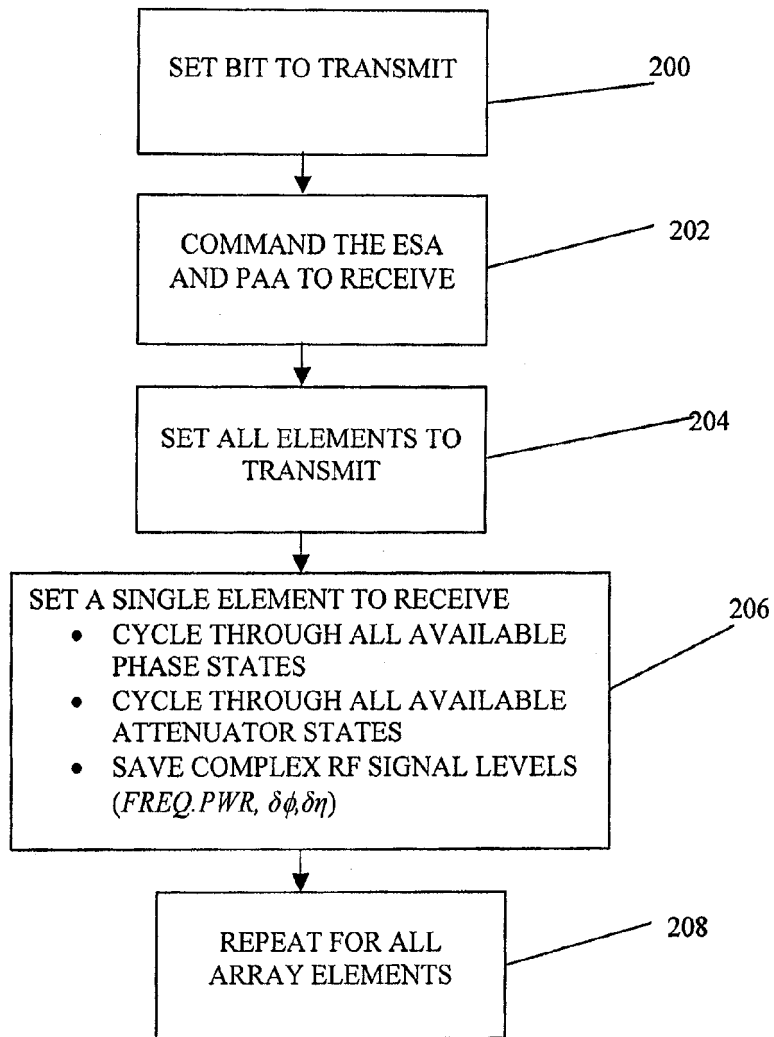 SET BIT TO TRANSMIT
200
COMMAND THE ESA
AND PAA TO RECEIVE
202
SET ALL ELEMENTS TO
TRANSMIT
204
SET A SINGLE ELEMENT TO RECEIVE
• CYCLE THROUGH ALL AVAILABLE
PHASE STATES
• CYCLE THROUGH ALL AVAILABLE
ATTENUATOR STATES
• SAVE COMPLEX RF SIGNAL LEVELS
(FREQ.PWR, δϕ,δη)
206
REPEAT FOR ALL
ARRAY ELEMENTS
208